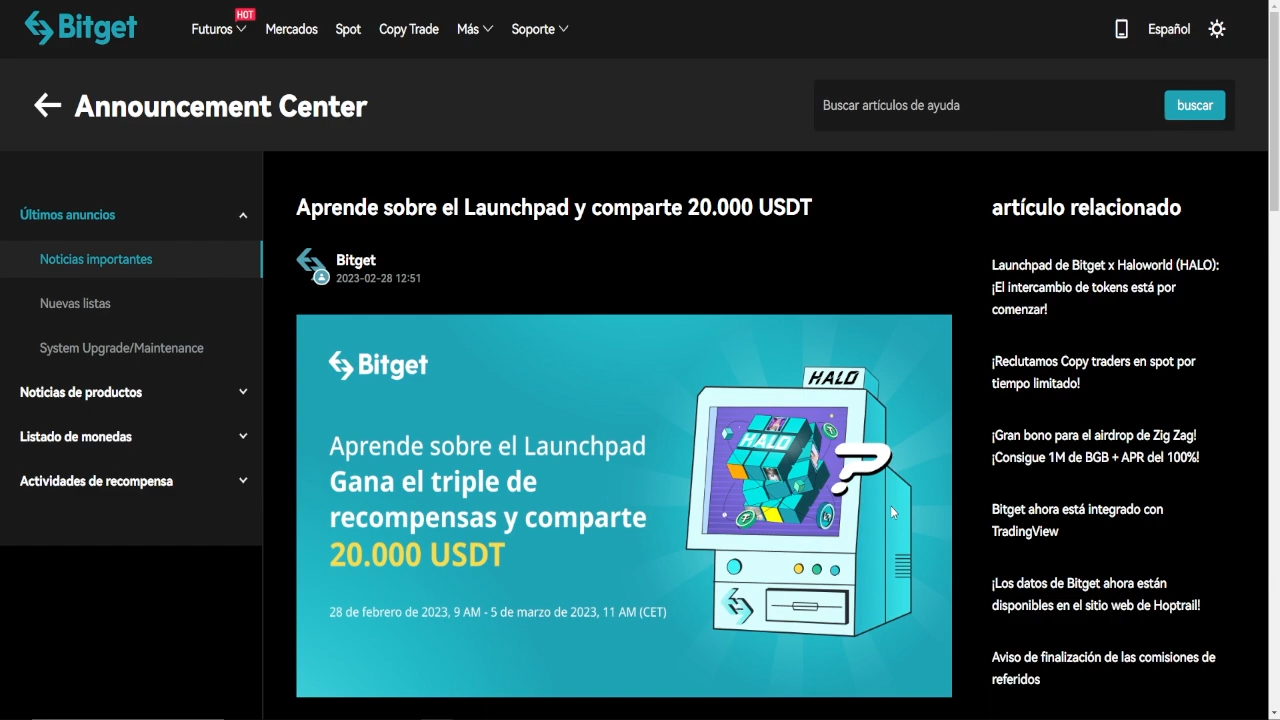 Bitget
Futuros
HOT
Mercados
Spot
Copy Trade
Más
Soporte
Español
Announcement Center
Buscar artículos de ayuda
buscar
Últimos anuncios
Noticias importantes
Nuevas listas
System Upgrade/Maintenance
Noticias de productos
Listado de monedas
Actividades de recompensa
Aprende sobre el Launchpad y comparte 20.000 USDT
Bitget
2023-02-28 12:51
Bitget
Aprende sobre el Launchpad
Gana el triple de
recompensas y comparte
20.000 USDT
28 de febrero de 2023, 9 AM - 5 de marzo de 2023, 11 AM (CET)
HALO
HALO
?
artículo relacionado
Launchpad de Bitget x Haloworld (HALO):
¡El intercambio de tokens está por
comenzar!
¡Reclutamos Copy traders en spot por
tiempo limitado!
¡Gran bono para el airdrop de Zig Zag!
¡Consigue 1M de BGB + APR del 100%!
Bitget ahora está integrado con
TradingView
¡Los datos de Bitget ahora están
disponibles en el sitio web de Hoptrail!
Aviso de finalización de las comisiones de
referidos